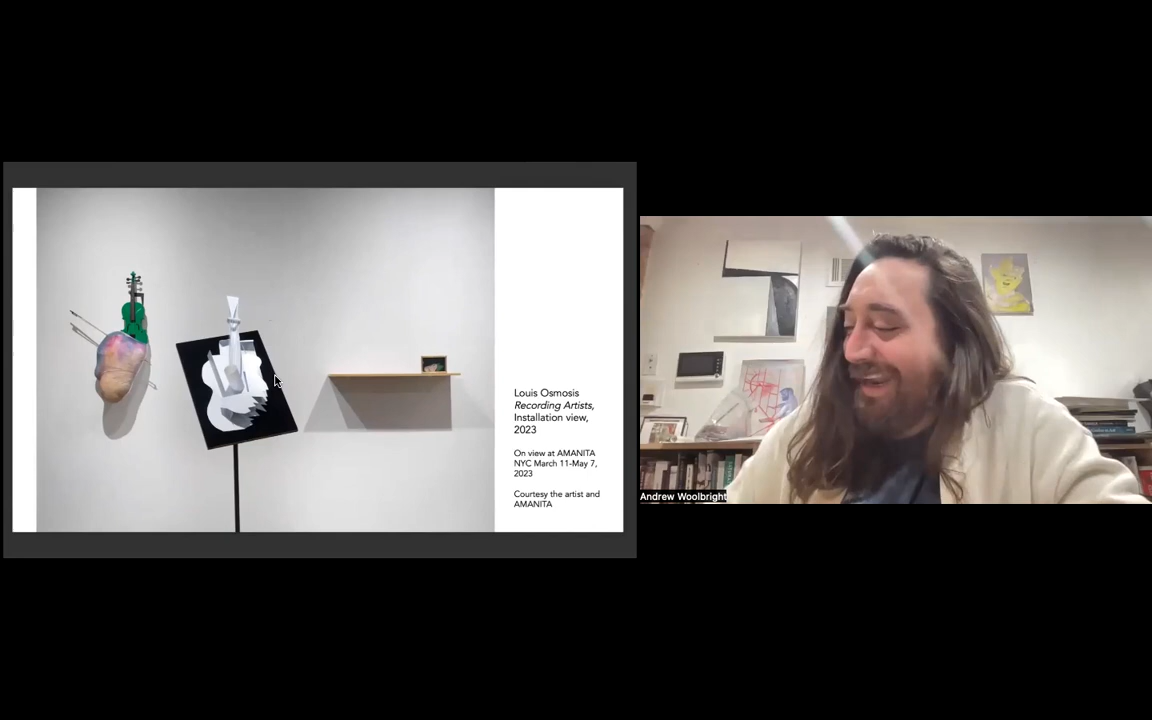 Louis Osmosis
Recording Artists,
Installation view,
2023
On view at AMANITA
NYC March 11-May 7,
2023
Courtesy the artist and
AMANITA
Andrew Woolbright